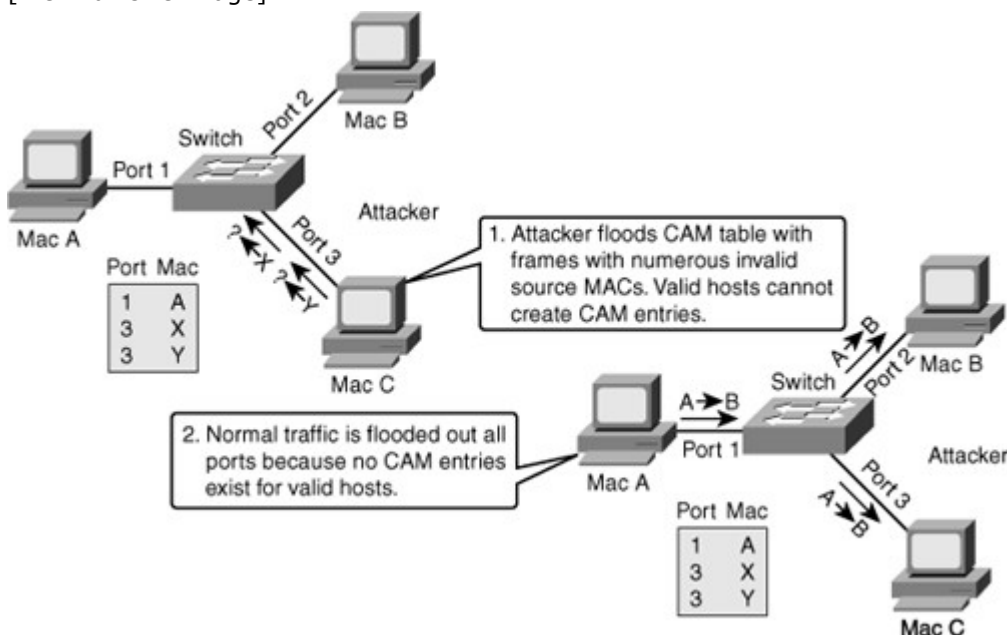 Port 2
Mac B
Switch
Port 1
Mac A
Attacker
Port 3
?←X
?←Y
Mac C
Port Mac
1 A
3 X
3 Y
1. Attacker floods CAM table with
frames with numerous invalid
source MACs. Valid hosts cannot
create CAM entries.
2. Normal traffic is flooded out all
ports because no CAM entries
exist for valid hosts.
A→B
Port 2
Mac B
Switch
A→B
Port 1
Mac A
Attacker
Port 3
A→B
Mac C
Port Mac
1 A
3 X
3 Y